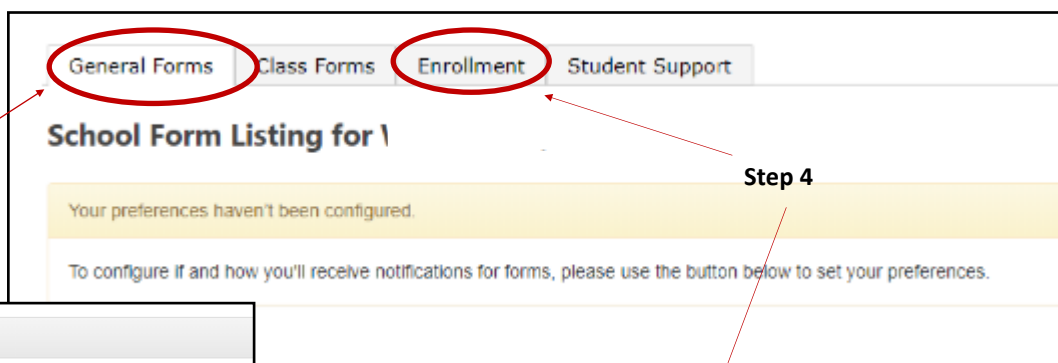 General Forms Class Forms Enrollment Student Support
School Form Listing for
Step 4
Your preferences haven't been configured.
To configure if and how you'll receive notifications for forms, please use the button below to set your preferences.